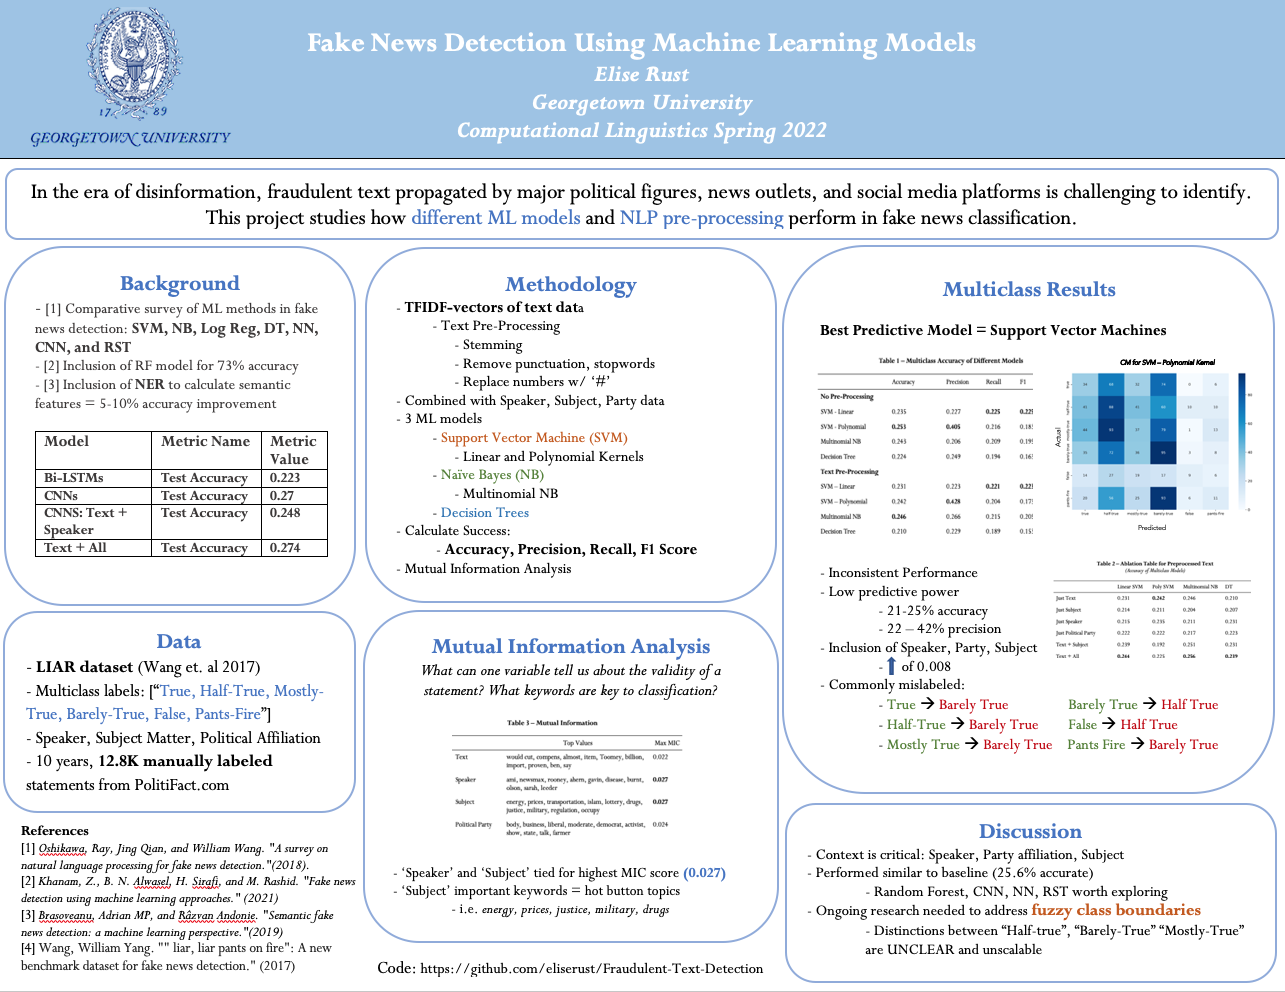 17 89
GEORGETOWN UNIVERSITY
Fake News Detection Using Machine Learning Models
Elise Rust
Georgetown University
Computational Linguistics Spring 2022
In the era of disinformation, fraudulent text propagated by major political figures, news outlets, and social media platforms is challenging to identify.
This project studies how different ML models and NLP pre-processing perform in fake news classification.
Background
- [1] Comparative survey of ML methods in fake
news detection: SVM, NB, Log Reg, DT, NN,
CNN, and RST
- [2] Inclusion of RF model for 73% accuracy
- [3] Inclusion of NER to calculate semantic
features = 5-10% accuracy improvement
Model Metric Name Metric
Value
Bi-LSTMs Test Accuracy 0.223
CNNs Test Accuracy 0.27
CNNS: Text + Test Accuracy 0.248
Speaker
Text + All Test Accuracy 0.274
Data
- LIAR dataset (Wang et. al 2017)
- Multiclass labels: ["True, Half-True, Mostly-
True, Barely-True, False, Pants-Fire"]
- Speaker, Subject Matter, Political Affiliation
- 10 years, 12.8K manually labeled
statements from PolitiFact.com
References
[1] Oshikawa, Ray, Jing Qian, and William Wang. "A survey on
natural language processing for fake news detection."(2018).
[2] Khanam, Z., B. N. Alwasel, H. Sirafi, and M. Rashid. "Fake news
detection using machine learning approaches." (2021)
[3] Brasoveanu, Adrian MP, and Răzvan Andonie. "Semantic fake
news detection: a machine learning perspective."(2019)
[4] Wang, William Yang. "" liar, liar pants on fire": A new
benchmark dataset for fake news detection." (2017)
Methodology
- TFIDF-vectors of text data
- Text Pre-Processing
- Stemming
- Remove punctuation, stopwords
- Replace numbers w/ ‘#’
- Combined with Speaker, Subject, Party data
- 3 ML models
- Support Vector Machine (SVM)
- Linear and Polynomial Kernels
- Naïve Bayes (NB)
- Multinomial NB
- Decision Trees
- Calculate Success:
- Accuracy, Precision, Recall, F1 Score
- Mutual Information Analysis
Mutual Information Analysis
What can one variable tell us about the validity of a
statement? What keywords are key to classification?
Table 3 – Mutual Information
Top Values Max MIC
Text would cut, compens, almost, item, Toomey, billion, 0.022
import, proven, ben, say
Speaker ami, newmax, rooney, ahern, gavin, disease, burnt, 0.027
olson, sarah, leeder
Subject energy, prices, transportation, islam, lottery, drugs, 0.027
justice, military, regulation, occupy
Political Party body, business, liberal, moderate, democrat, activist, 0.024
show, state, talk, farmer
- ‘Speaker’ and ‘Subject’ tied for highest MIC score (0.027)
- ‘Subject’ important keywords = hot button topics
- i.e. energy, prices, justice, military, drugs
Code: https://github.com/eliserust/Fraudulent-Text-Detection
Multiclass Results
Best Predictive Model = Support Vector Machines
Table 1 – Multiclass Accuracy of Different Models
Accuracy Precision Recall F1
No Pre-Processing
SVM - Linear 0.235 0.227 0.225
SVM - Polynomial 0.251 0.405 0.216
Multinomial NB 0.243 0.206 0.209
Decision Tree 0.224 0.249 0.194
Text Pre-Processing
SVM – Linear 0.231 0.223 0.221
SVM – Polynomial 0.242 0.428 0.204
Multinomial NB 0.246 0.266 0.215
Decision Tree 0.210 0.229 0.189
CM for SVM – Polynomial Kernel
Actual
Predicted
true half-true mostly-true barely-true false pants-fire
Table 2 – Ablation Table for Preprocessed Text
(Accuracy of Multiclass Models)
Linear SVM Poly SVM Multinomial NB DT
Just Text 0.231 0.242 0.246 0.210
Just Subject 0.214 0.211 0.204 0.207
Just Speaker 0.215 0.235 0.211 0.231
Just Political Party 0.222 0.222 0.217 0.223
Text + Subject 0.239 0.192 0.251 0.231
Text + All 0.244 0.225 0.256 0.239
- Inconsistent Performance
- Low predictive power
- 21-25% accuracy
- 22 – 42% precision
- Inclusion of Speaker, Party, Subject
- of 0.008
- Commonly mislabeled:
- True → Barely True Barely True → Half True
- Half-True → Barely True False → Half True
- Mostly True → Barely True Pants Fire → Barely True
Discussion
- Context is critical: Speaker, Party affiliation, Subject
- Performed similar to baseline (25.6% accurate)
- Random Forest, CNN, NN, RST worth exploring
- Ongoing research needed to address fuzzy class boundaries
- Distinctions between “Half-true”, “Barely-True” “Mostly-True”
are UNCLEAR and unscalable